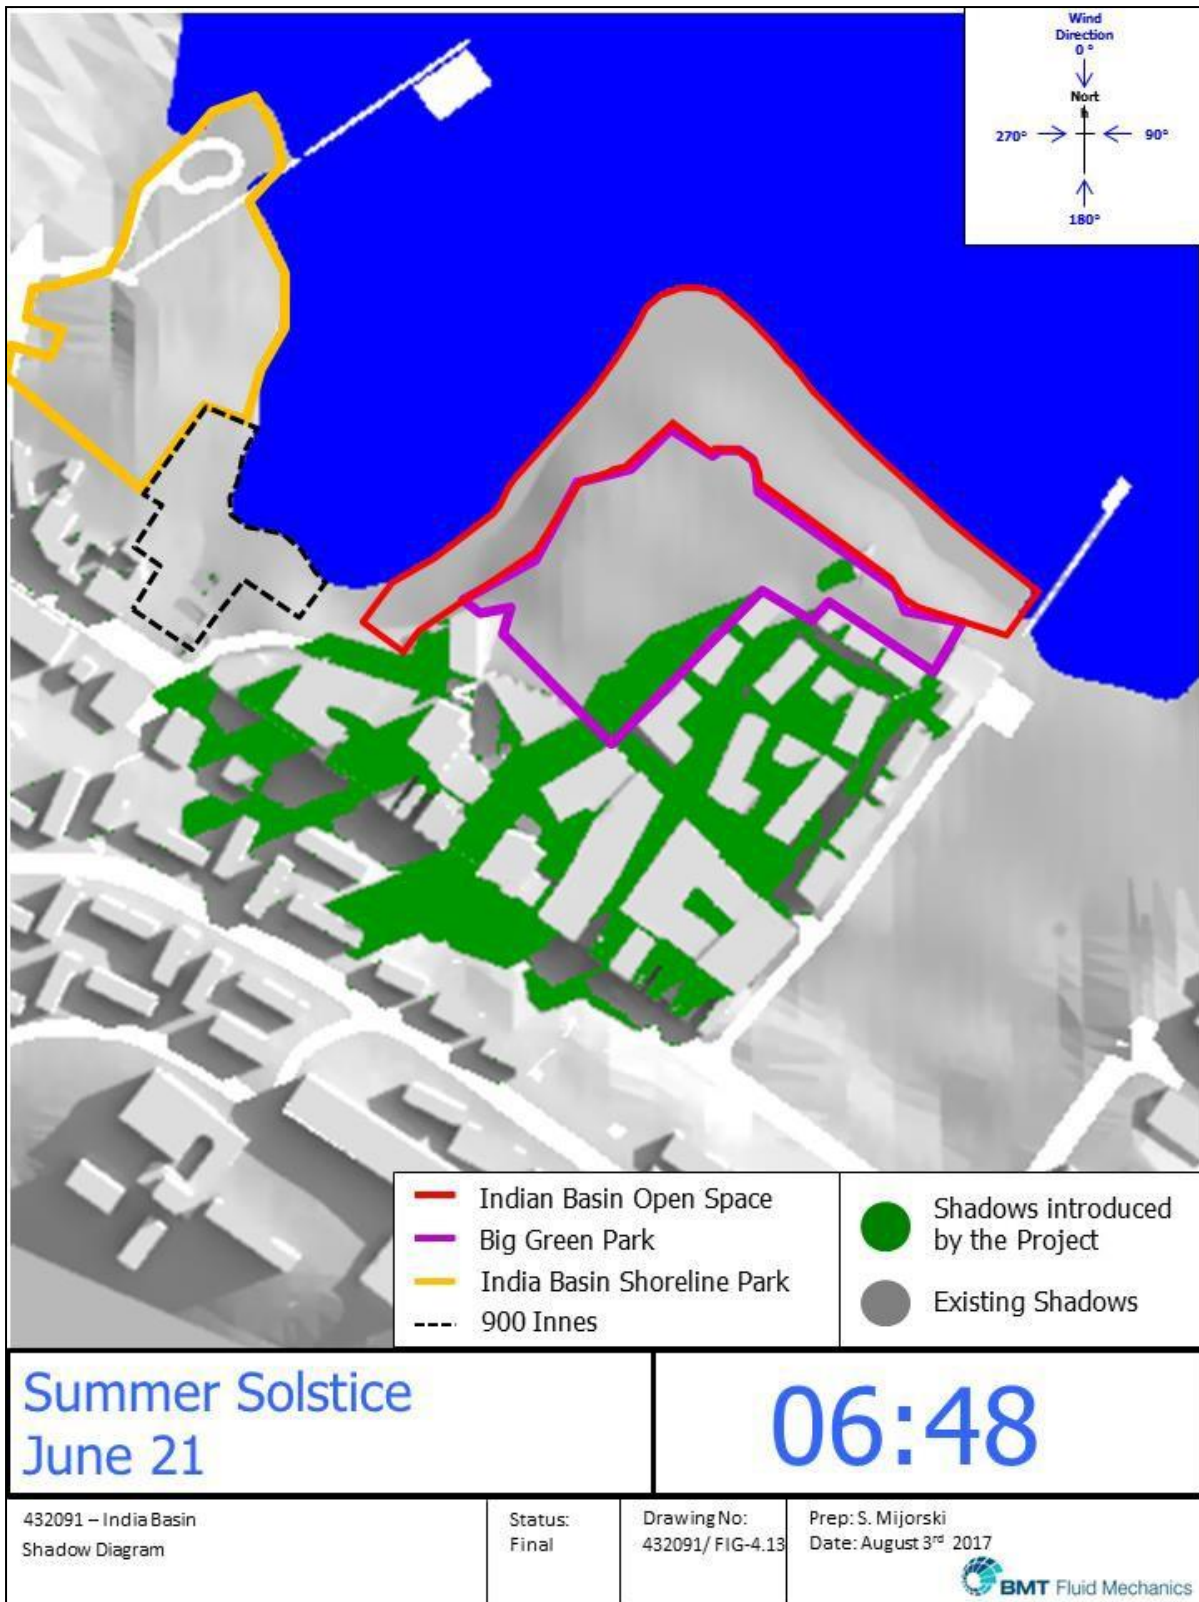 Wind
Direction
0 °
Nort
h
270°
90°
180°
Indian Basin Open Space
Big Green Park
India Basin Shoreline Park
900 Innes
Shadows introduced
by the Project
Existing Shadows
Summer Solstice
June 21
06:48
432091 – India Basin
Shadow Diagram
Status:
Final
Drawing No:
432091/ FIG-4.13
Prep: S. Mijorski
Date: August 3rd 2017
BMT Fluid Mechanics